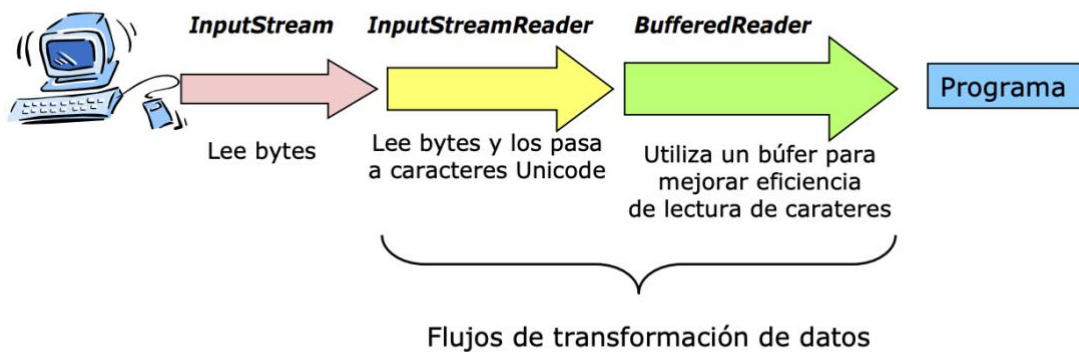 InputStream
InputStreamReader
BufferedReader
Programa
Lee bytes
Lee bytes y los pasa
a caracteres Unicode
Utiliza un búfer para
mejorar eficiencia
de lectura de carateres
Flujos de transformación de datos